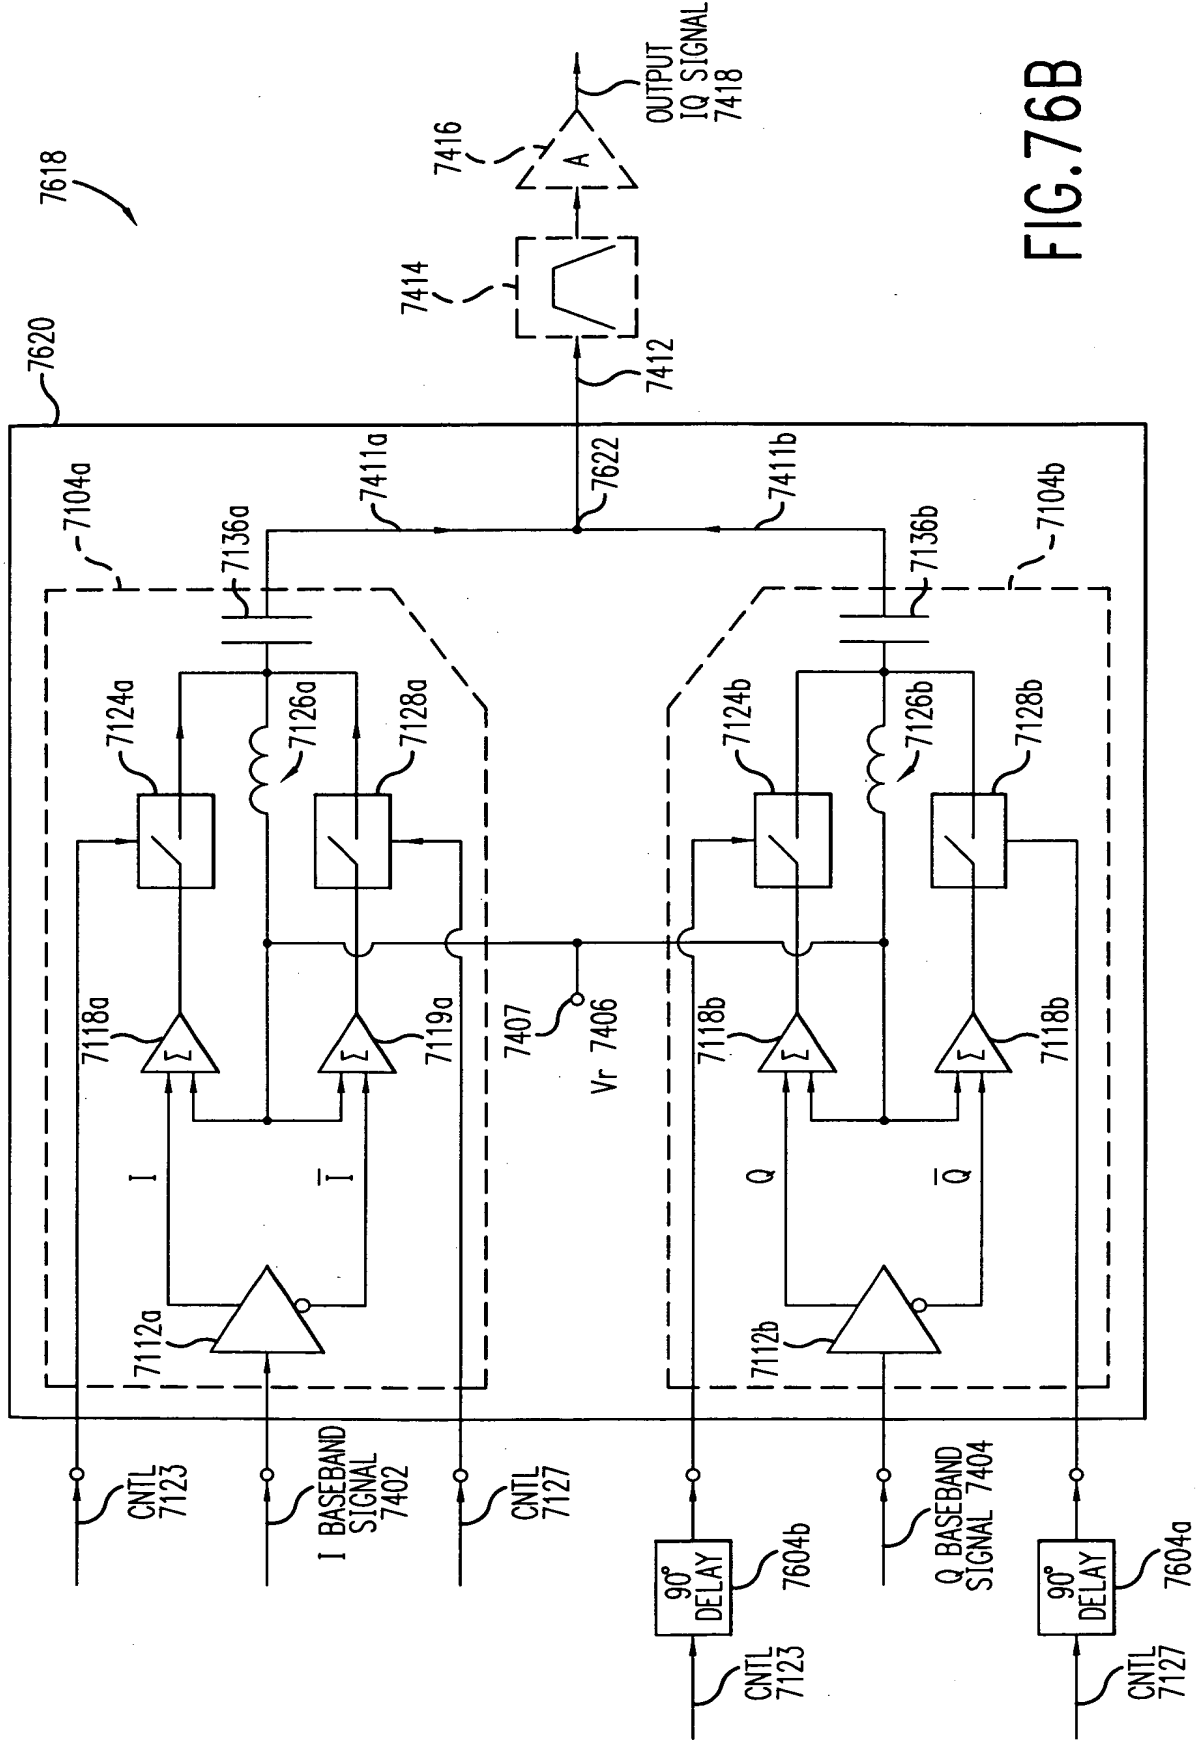 7618
7620
7104a
7136a
7124a
7126a
7128a
7118a
7119a
7112a
I
I̅
CNTL
7123
I BASEBAND
SIGNAL
7402
CNTL
7127
7411a
7622
7411b
7412
7414
7416
A
OUTPUT
IQ SIGNAL
7418
7407
Vr 7406
Σ
Σ
7104b
7136b
7124b
7126b
7128b
7118b
7118b
Σ
Σ
7112b
Q
Q̅
90°
DELAY
7604b
CNTL
7123
Q BASEBAND
SIGNAL 7404
90°
DELAY
7604a
CNTL
7127
FIG.76B